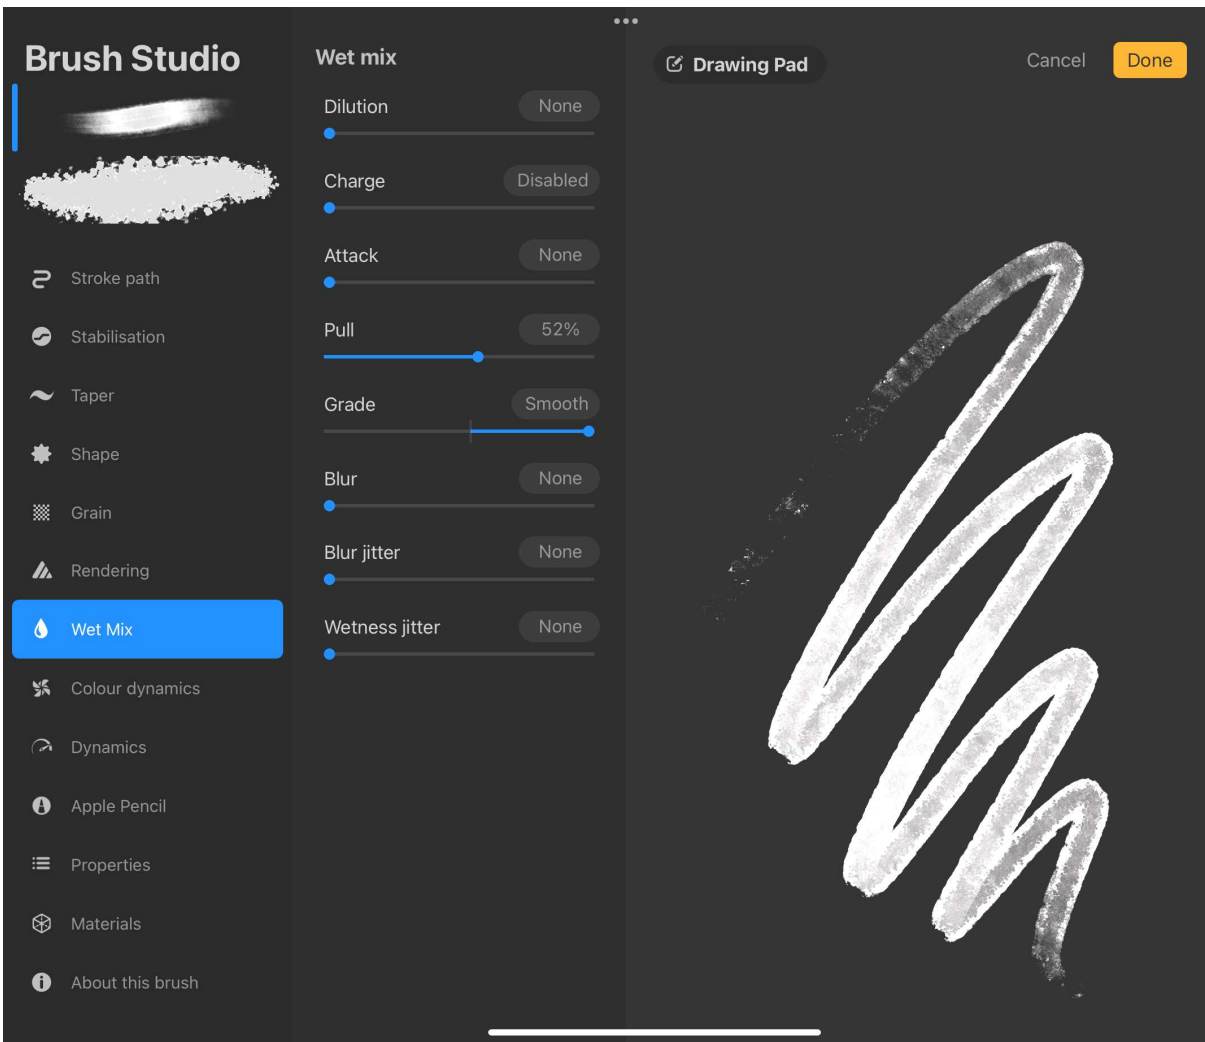 Brush Studio
Stroke path
Stabilisation
Taper
Shape
Grain
Rendering
Wet Mix
Colour dynamics
Dynamics
Apple Pencil
Properties
Materials
About this brush
Wet mix
Dilution None
Charge Disabled
Attack None
Pull 52%
Grade Smooth
Blur None
Blur jitter None
Wetness jitter None
Drawing Pad
Cancel Done